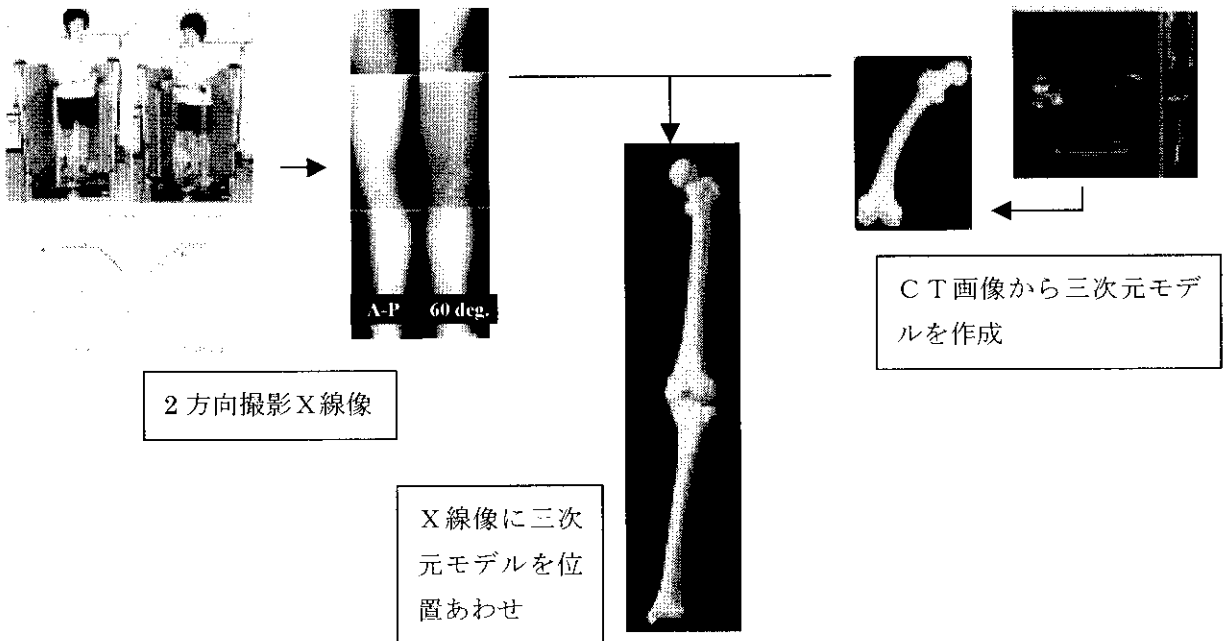 A-P 60 deg.
2方向撮影X線像
CT画像から三次元モデ
ルを作成
X線像に三次
元モデルを位
置あわせ